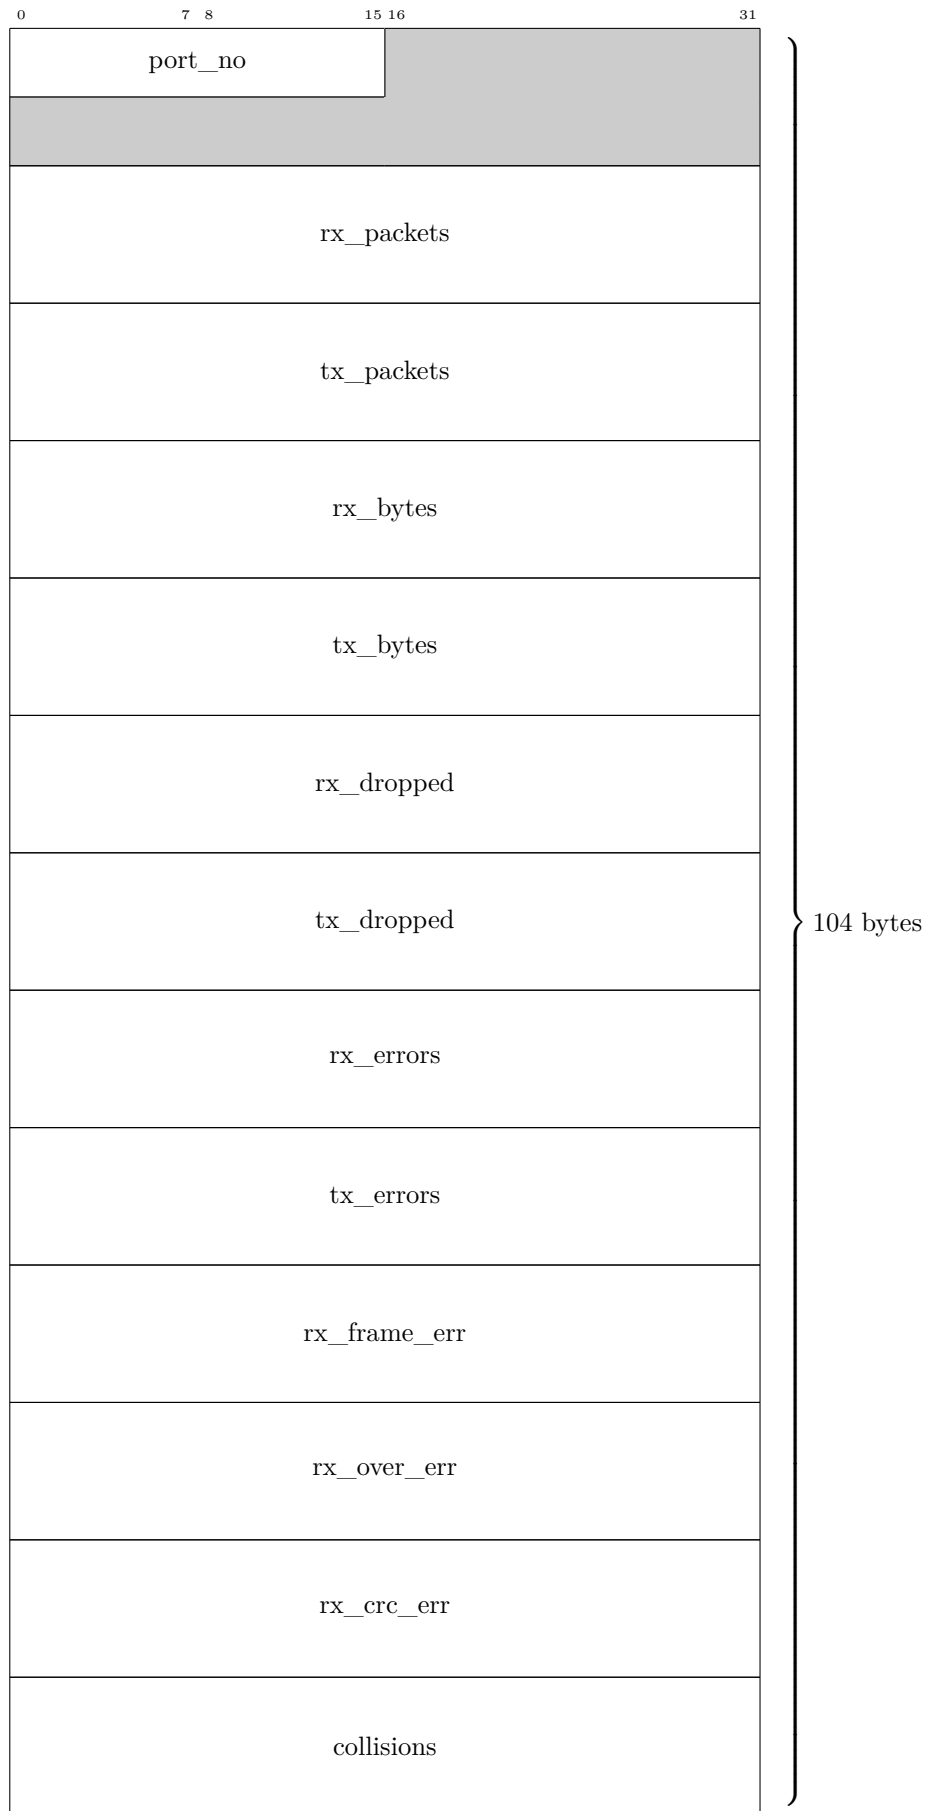 0 7 8 15 16 31
port_no
rx_packets
tx_packets
rx_bytes
tx_bytes
rx_dropped
tx_dropped
104 bytes
rx_errors
tx_errors
rx_frame_err
rx_over_err
rx_crc_err
collisions